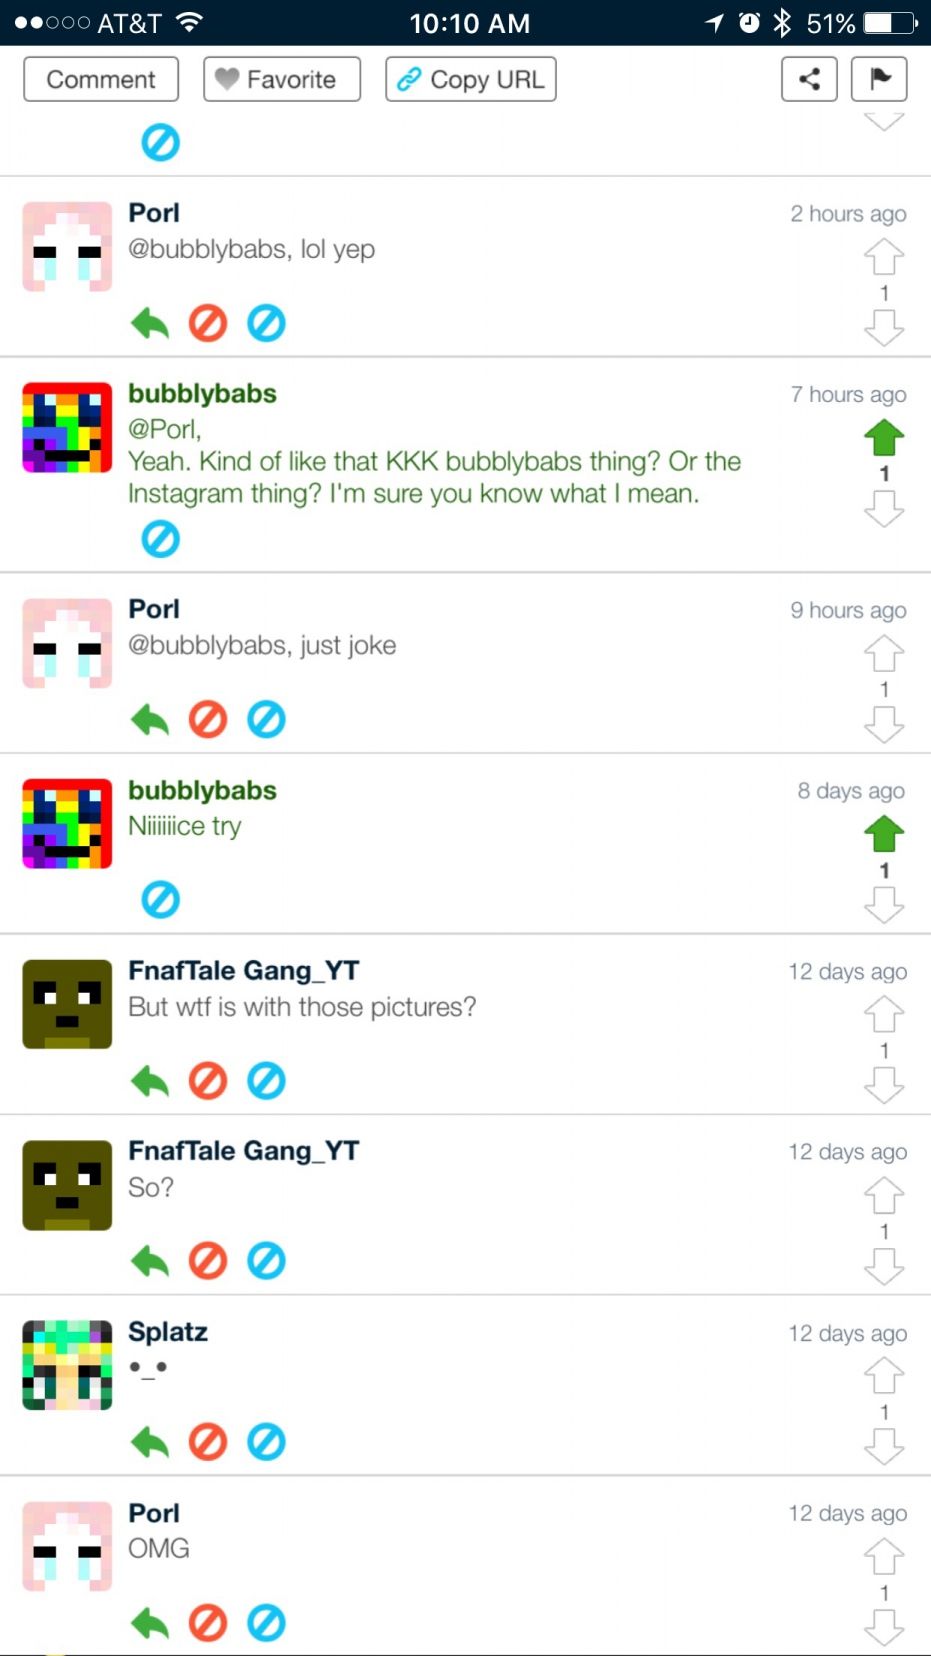 AT&T 10:10 AM 51%
Comment Favorite Copy URL
Porl 2 hours ago
@bubblybabs, lol yep
1
bubblybabs 7 hours ago
@Porl,
Yeah. Kind of like that KKK bubblybabs thing? Or the
Instagram thing? I'm sure you know what I mean.
1
Porl 9 hours ago
@bubblybabs, just joke
1
bubblybabs 8 days ago
Niiiiiice try
1
FnafTale Gang_YT 12 days ago
But wtf is with those pictures?
1
FnafTale Gang_YT 12 days ago
So?
1
Splatz 12 days ago
•_•
1
Porl 12 days ago
OMG
1